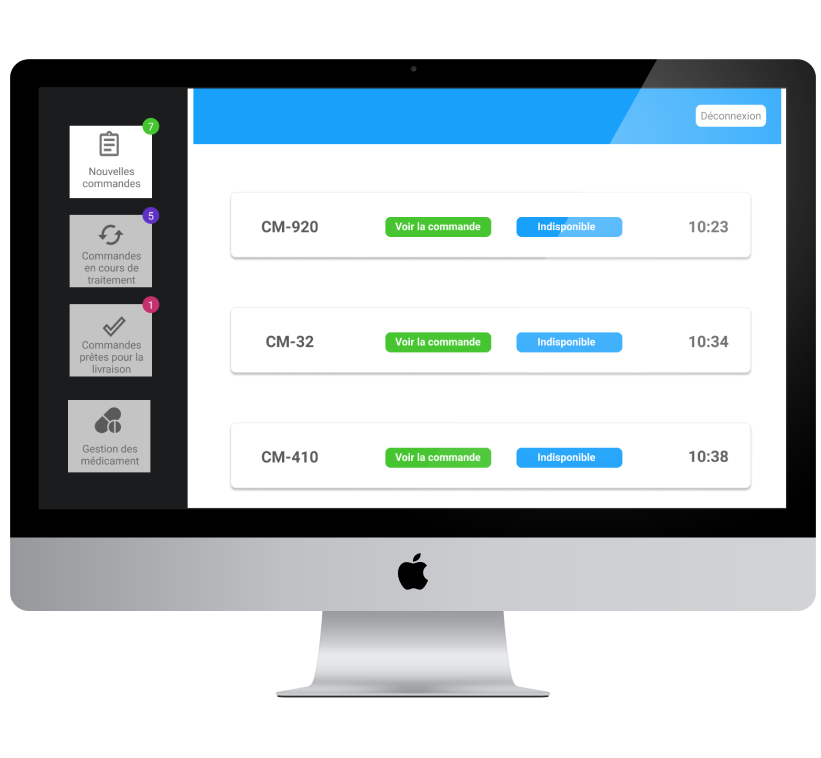 Déconnexion
7
Nouvelles
commandes
5
Commandes
en cours de
traitement
1
Commandes
prêtes pour la
livraison
Gestion des
médicament
CM-920 Voir la commande Indisponible 10:23
CM-32 Voir la commande Indisponible 10:34
CM-410 Voir la commande Indisponible 10:38